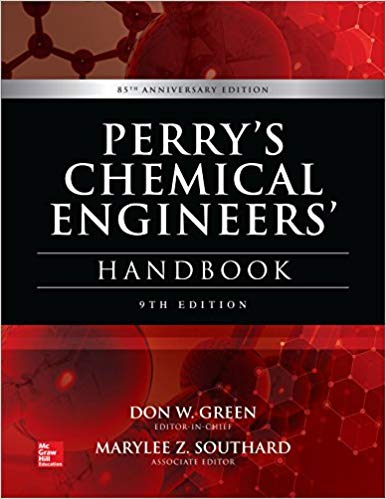 85TH ANNIVERSARY EDITION
PERRY'S
CHEMICAL
ENGINEERS'
HANDBOOK
9TH EDITION
DON W. GREEN
EDITOR-IN-CHIEF
MARYLEE Z. SOUTHARD
ASSOCIATE EDITOR
Mc
Graw
Hill
Education